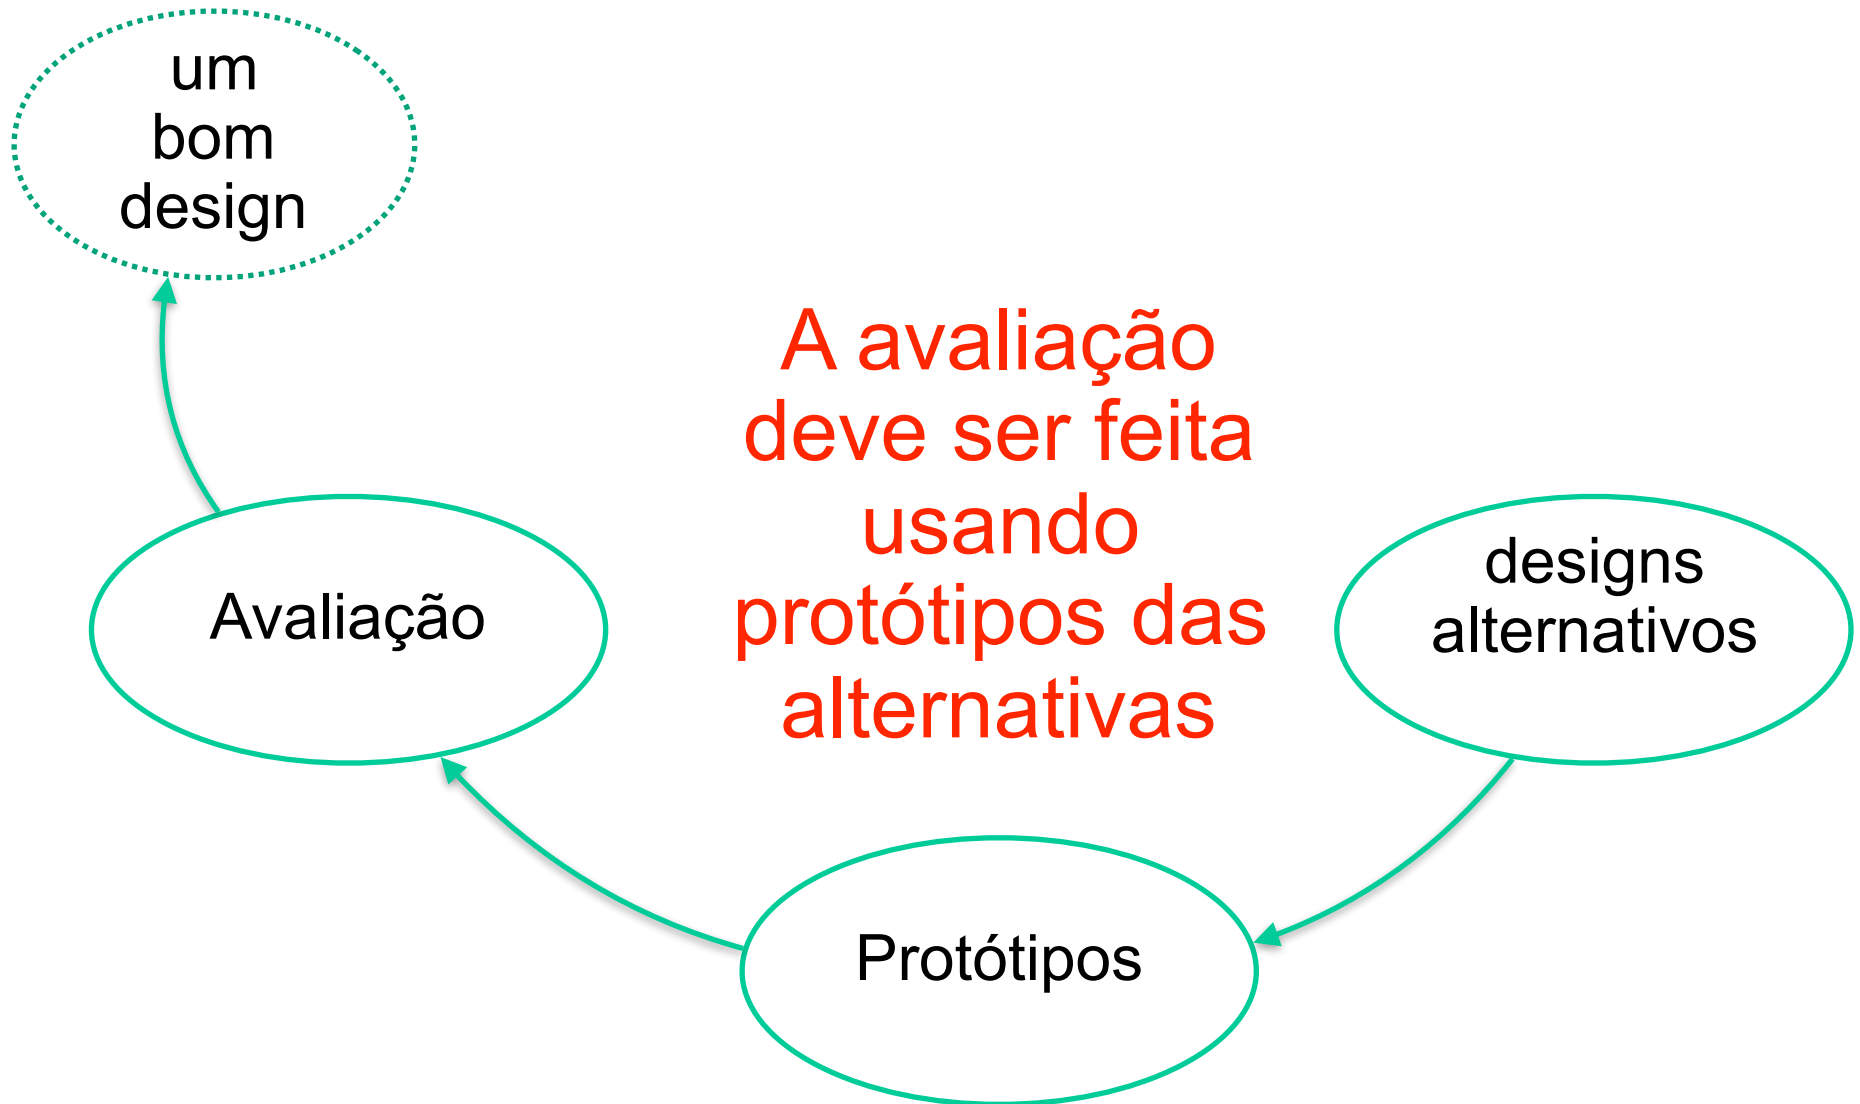 um
bom
design
A avaliação
deve ser feita
usando
protótipos das
alternativas
designs
alternativos
Avaliação
Protótipos